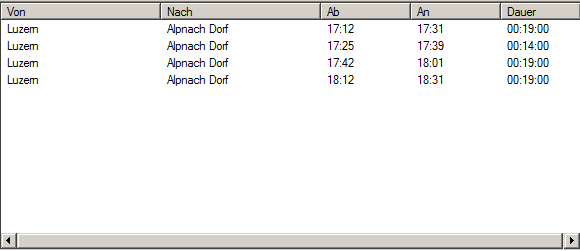 Von Nach Ab An Dauer
Luzern Alpnach Dorf 17:12 17:31 00:19:00
Luzern Alpnach Dorf 17:25 17:39 00:14:00
Luzern Alpnach Dorf 17:42 18:01 00:19:00
Luzern Alpnach Dorf 18:12 18:31 00:19:00